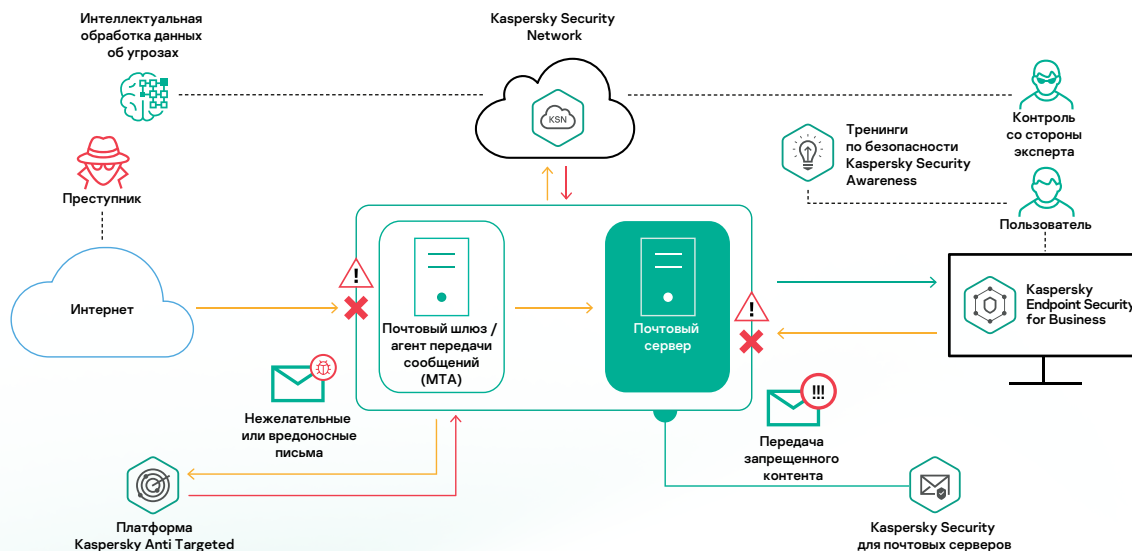 Интеллектуальная
обработка данных
об угрозах
Kaspersky Security
Network
KSN
Контроль
со стороны
эксперта
Тренинги
по безопасности
Kaspersky Security
Awareness
Преступник
Пользователь
Интернет
!
Почтовый шлюз /
агент передачи
сообщений
(MTA)
Почтовый
сервер
!
Kaspersky
Endpoint Security
for Business
Нежелательные
или вредоносные
письма
!!!
Передача
запрещенного
контента
Платформа
Kaspersky Anti Targeted
Kaspersky Security
для почтовых серверов